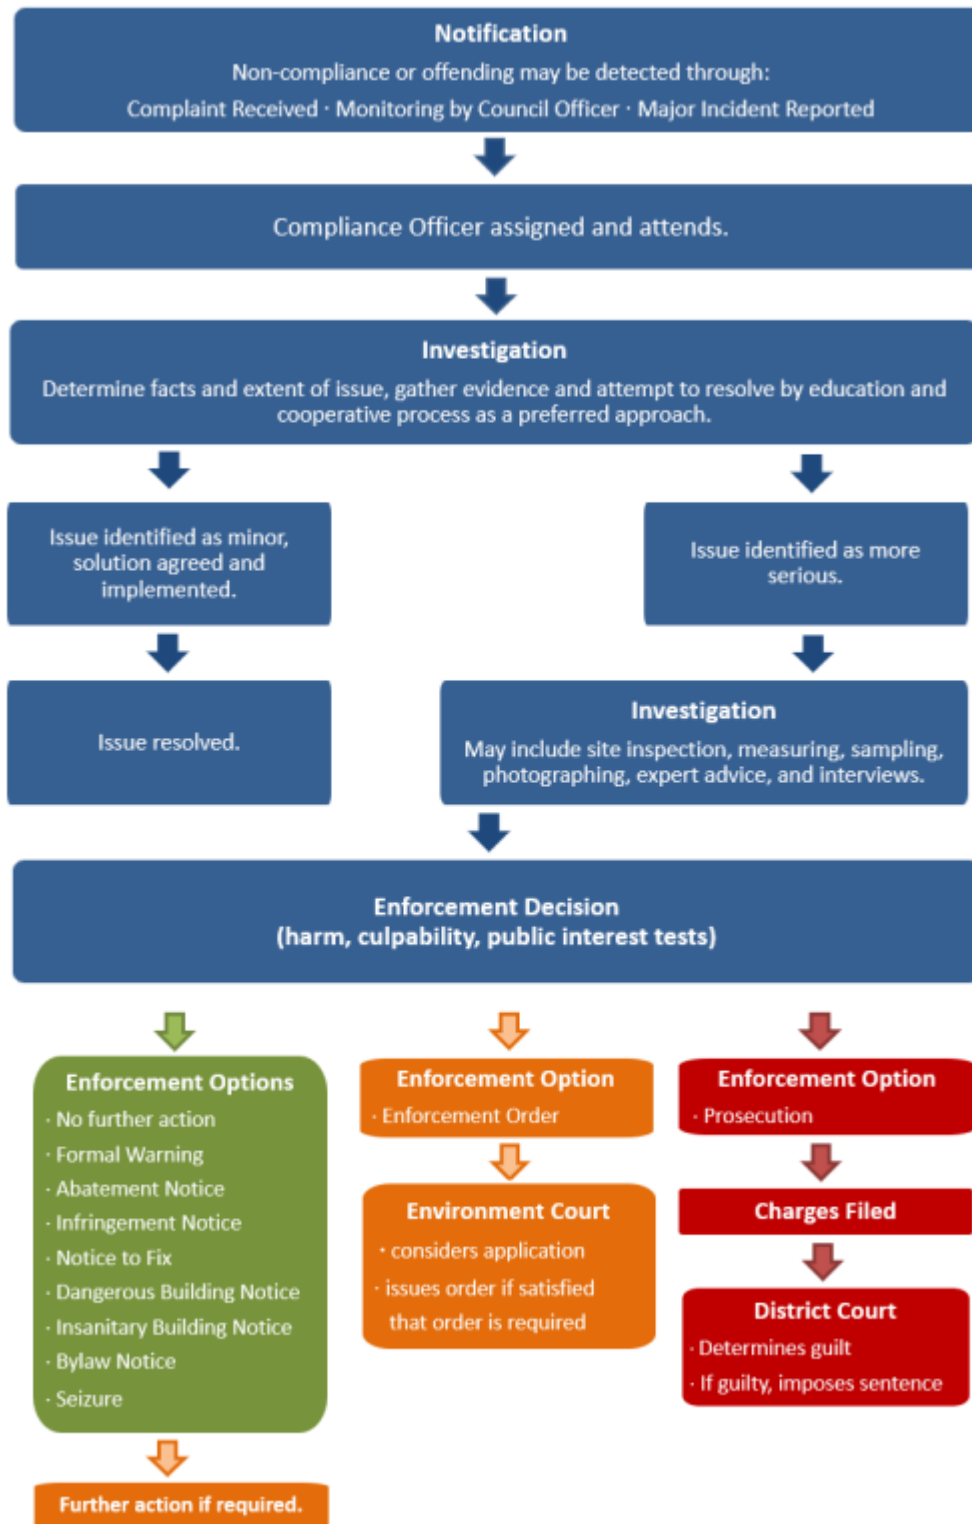 Notification
Non-compliance or offending may be detected through:
Complaint Received · Monitoring by Council Officer · Major Incident Reported
Compliance Officer assigned and attends.
Investigation
Determine facts and extent of issue, gather evidence and attempt to resolve by education and
cooperative process as a preferred approach.
Issue identified as minor,
solution agreed and
implemented.
Issue identified as more
serious.
Issue resolved.
Investigation
May include site inspection, measuring, sampling,
photographing, expert advice, and interviews.
Enforcement Decision
(harm, culpability, public interest tests)
Enforcement Options
· No further action
· Formal Warning
· Abatement Notice
· Infringement Notice
· Notice to Fix
· Dangerous Building Notice
· Insanitary Building Notice
· Bylaw Notice
· Seizure
Further action if required.
Enforcement Option
· Enforcement Order
Environment Court
· considers application
· issues order if satisfied
that order is required
Enforcement Option
· Prosecution
Charges Filed
District Court
· Determines guilt
· If guilty, imposes sentence